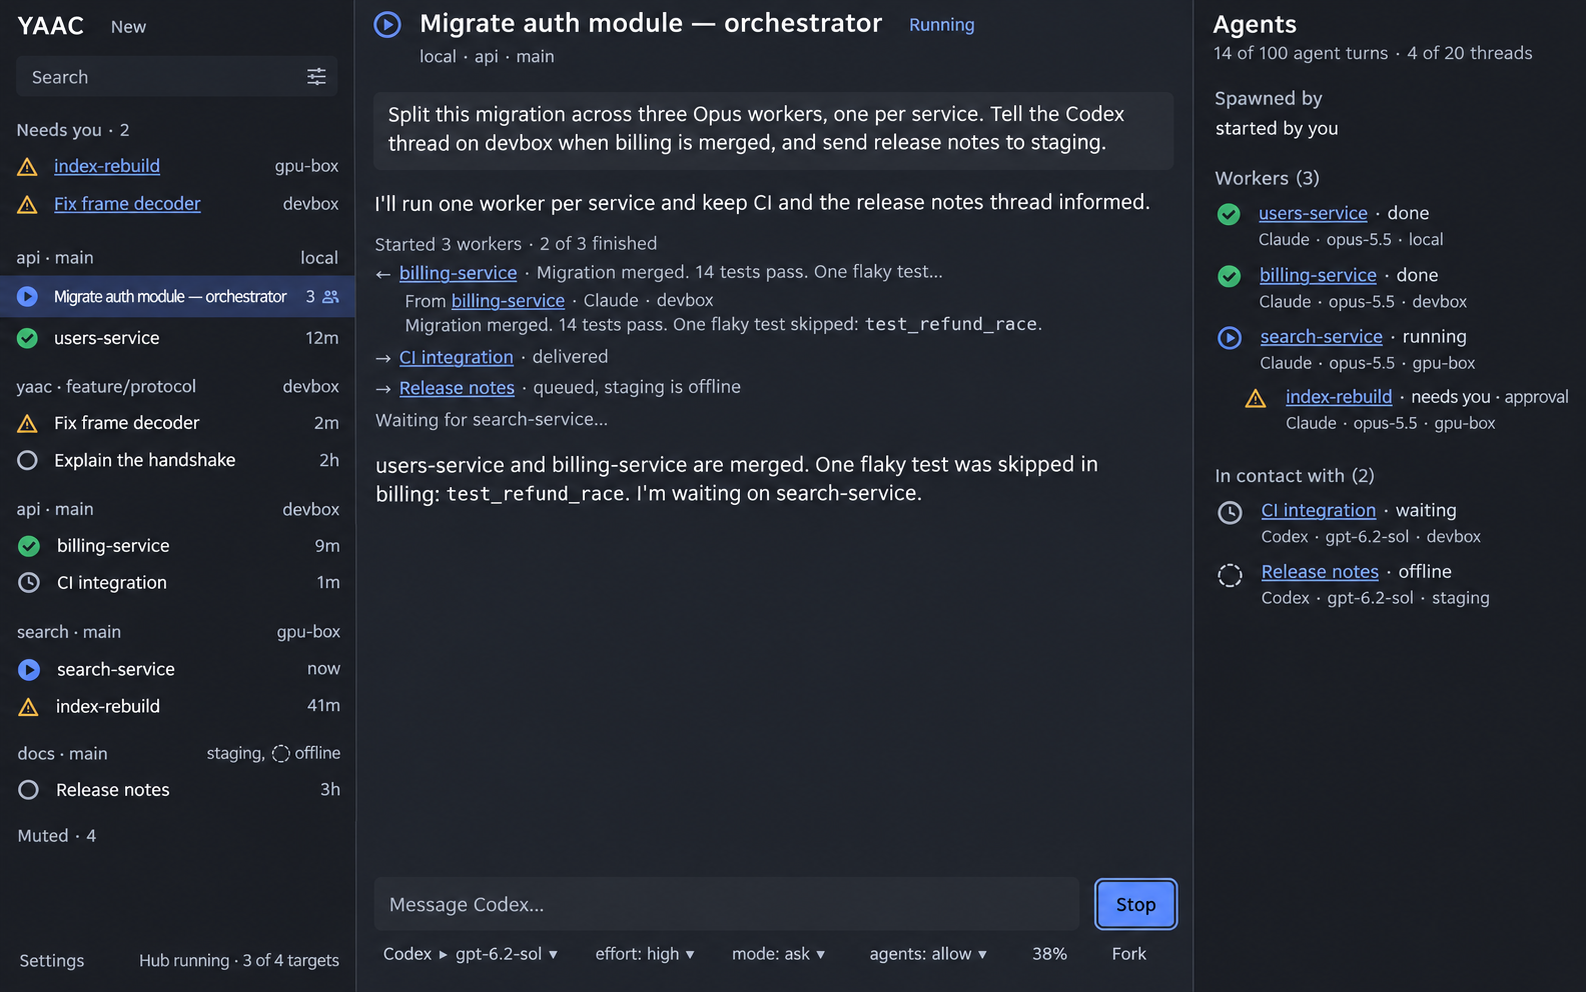 YAAC New
Search
Needs you · 2
index-rebuild gpu-box
Fix frame decoder devbox
api · main local
Migrate auth module — orchestrator 3
users-service 12m
yaac · feature/protocol devbox
Fix frame decoder 2m
Explain the handshake 2h
api · main devbox
billing-service 9m
CI integration 1m
search · main gpu-box
search-service now
index-rebuild 41m
docs · main staging, offline
Release notes 3h
Muted · 4
Settings Hub running · 3 of 4 targets
Migrate auth module — orchestrator Running
local · api · main
Split this migration across three Opus workers, one per service. Tell the Codex
thread on devbox when billing is merged, and send release notes to staging.
I'll run one worker per service and keep CI and the release notes thread informed.
Started 3 workers · 2 of 3 finished
← billing-service · Migration merged. 14 tests pass. One flaky test...
From billing-service · Claude · devbox
Migration merged. 14 tests pass. One flaky test skipped: test_refund_race.
→ CI integration · delivered
→ Release notes · queued, staging is offline
Waiting for search-service...
users-service and billing-service are merged. One flaky test was skipped in
billing: test_refund_race. I'm waiting on search-service.
Message Codex...
Stop
Codex ▸ gpt-6.2-sol ▾ effort: high ▾ mode: ask ▾ agents: allow ▾ 38% Fork
Agents
14 of 100 agent turns · 4 of 20 threads
Spawned by
started by you
Workers (3)
users-service · done
Claude · opus-5.5 · local
billing-service · done
Claude · opus-5.5 · devbox
search-service · running
Claude · opus-5.5 · gpu-box
index-rebuild · needs you · approval
Claude · opus-5.5 · gpu-box
In contact with (2)
CI integration · waiting
Codex · gpt-6.2-sol · devbox
Release notes · offline
Codex · gpt-6.2-sol · staging